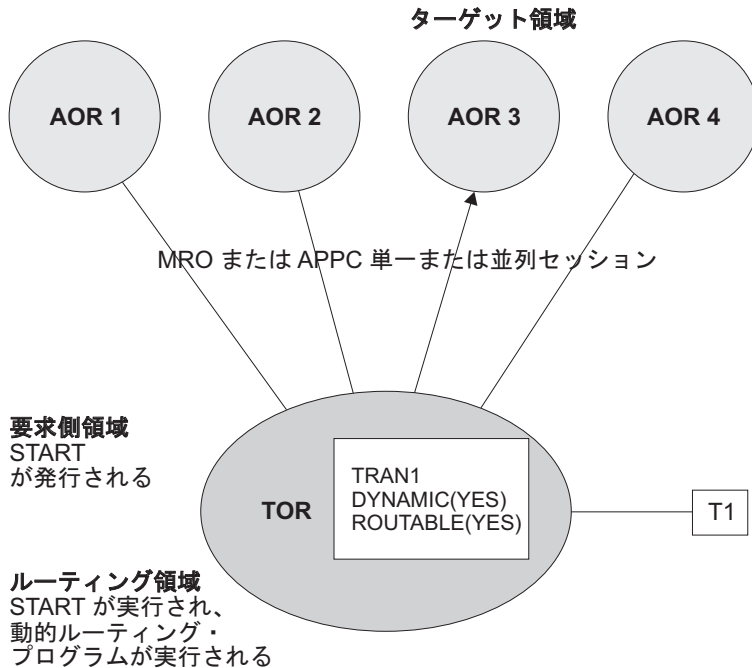 ターゲット領域
AOR 1
AOR 2
AOR 3
AOR 4
MRO または APPC 単一または並列セッション
要求側領域
START
が発行される
TOR
TRAN1
DYNAMIC(YES)
ROUTABLE(YES)
T1
ルーティング領域
START が実行され、
動的ルーティング・
プログラムが実行される